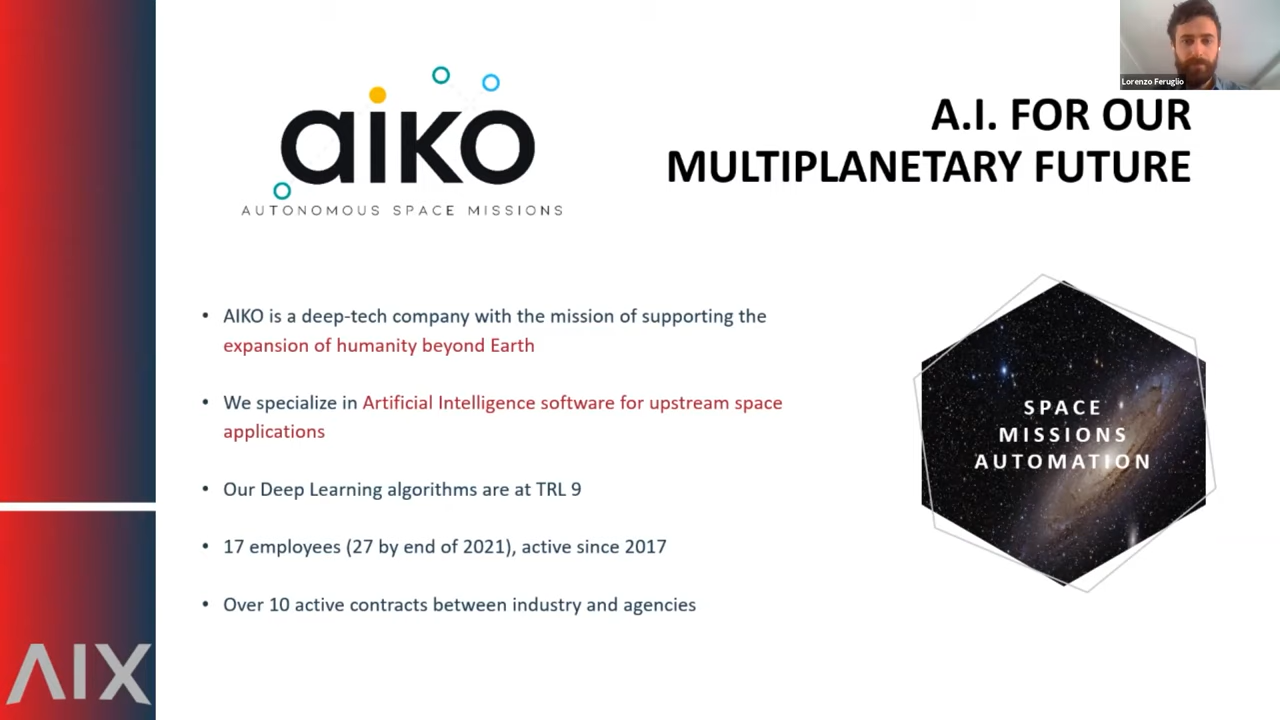 Lorenzo Feruglio
aiko
AUTONOMOUS SPACE MISSIONS
A.I. FOR OUR
MULTIPLANETARY FUTURE
• AIKO is a deep-tech company with the mission of supporting the
expansion of humanity beyond Earth
• We specialize in Artificial Intelligence software for upstream space
applications
• Our Deep Learning algorithms are at TRL 9
• 17 employees (27 by end of 2021), active since 2017
• Over 10 active contracts between industry and agencies
SPACE
MISSIONS
AUTOMATION
AIX